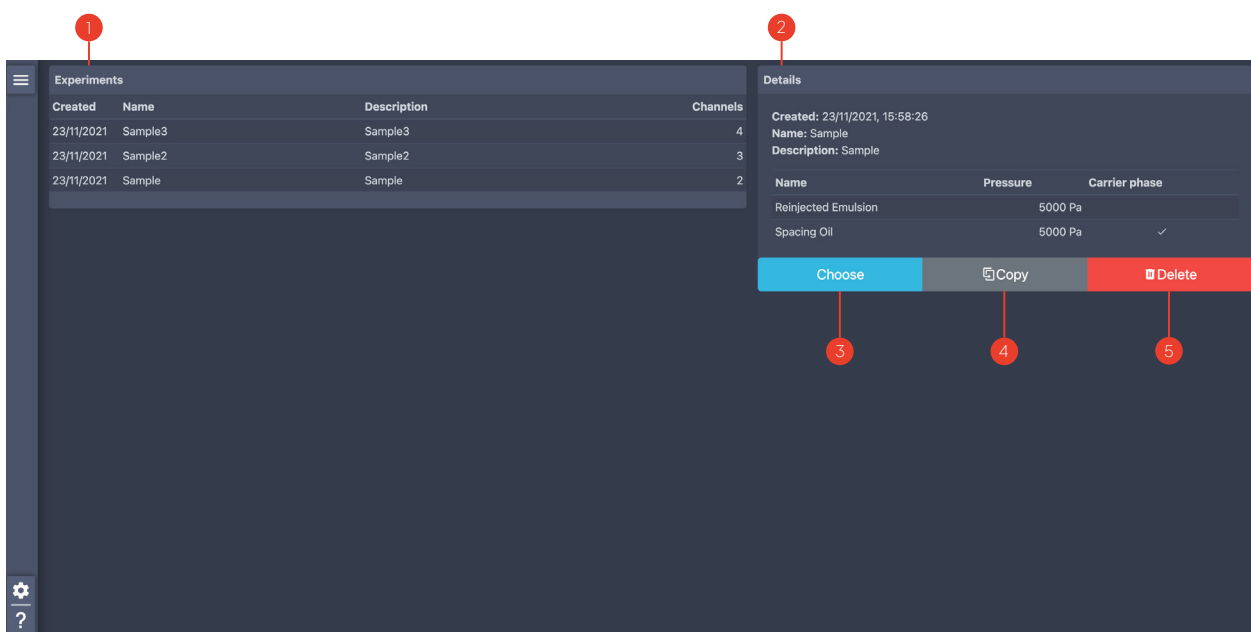 1
2
Experiments
Created Name Description Channels
23/11/2021 Sample3 Sample3 4
23/11/2021 Sample2 Sample2 3
23/11/2021 Sample Sample 2
Details
Created: 23/11/2021, 15:58:26
Name: Sample
Description: Sample
Name Pressure Carrier phase
Reinjected Emulsion 5000 Pa
Spacing Oil 5000 Pa ✓
Choose Copy Delete
3
4
5
?